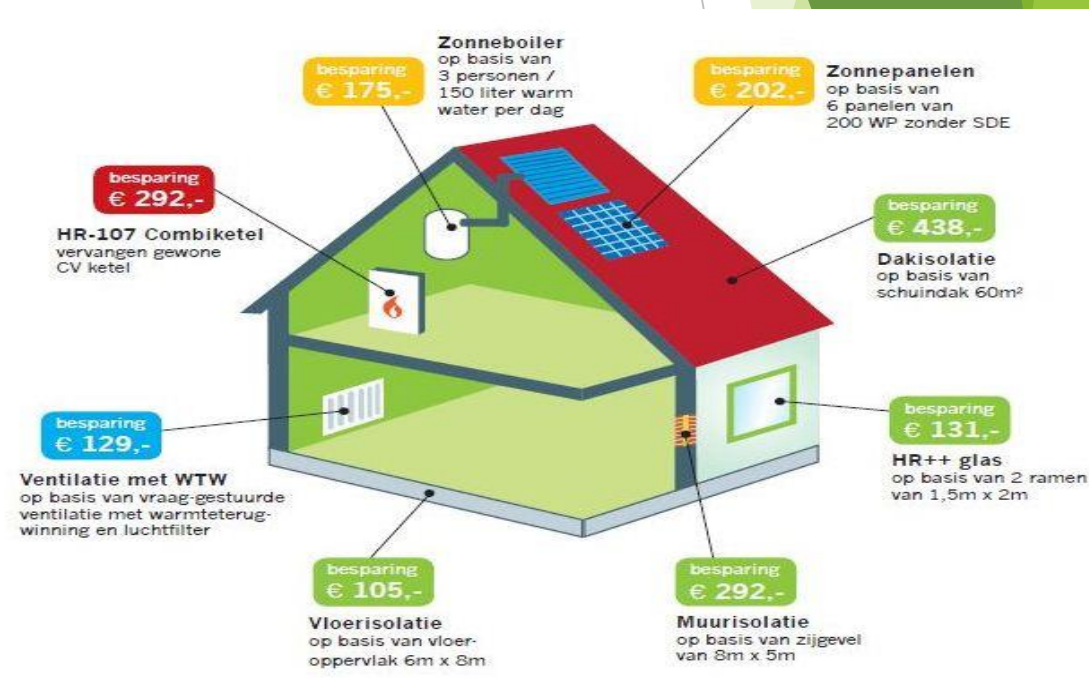 besparing
€ 175,-
Zonneboiler
op basis van
3 personen /
150 liter warm
water per dag
besparing
€ 202,-
Zonnepanelen
op basis van
6 panelen van
200 WP zonder SDE
besparing
€ 292,-
HR-107 Combiketel
vervangen gewone
CV ketel
besparing
€ 438,-
Dakisolatie
op basis van
schuindak 60m²
besparing
€ 129,-
Ventilatie met WTW
op basis van vraag-gestuurde
ventilatie met warmteterug-
winning en luchtfilter
besparing
€ 131,-
HR++ glas
op basis van 2 ramen
van 1,5m x 2m
besparing
€ 105,-
Vloerisolatie
op basis van vloer-
oppervlak 6m x 8m
besparing
€ 292,-
Muurisolatie
op basis van zijgevel
van 8m x 5m